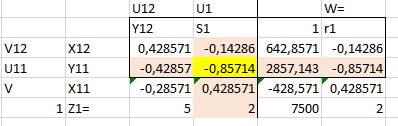 U12 U1 W=
Y12 S1 1 r1
V12 X12 0,428571 -0,14286 642,8571 -0,14286
U11 Y11 -0,42857 -0,85714 2857,143 -0,85714
V X11 -0,28571 0,428571 -428,571 0,428571
1 Z1= 5 2 7500 2